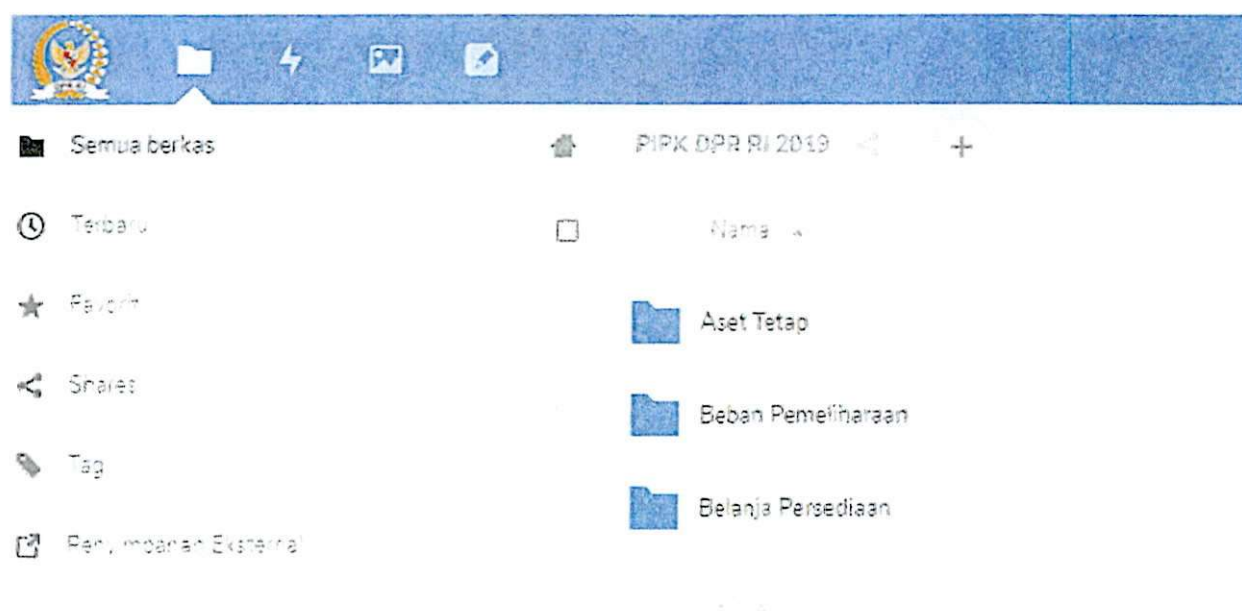 Semua berkas
Terbaru
Favorit
Shares
Tag
Penyimpanan Eksternal
PIPK DPR RI 2019
Nama
Aset Tetap
Beban Pemeliharaan
Belanja Persediaan